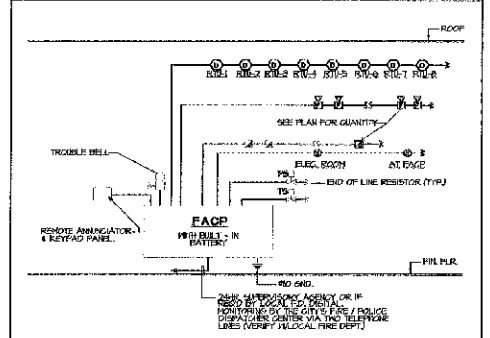 ROOF
RTU-1 RTU-2 RTU-3 RTU-4 RTU-5 RTU-6 RTU-7 RTU-8
SEE PLAN FOR QUANTITY
TROUBLE BELL
ELEC. ROOM
AT FACP
END OF LINE RESISTOR (TYP.)
FACP
WITH BUILT - IN
BATTERY
REMOTE ANNUNCIATOR
& KEYPAD PANEL.
FIN. FLR.
#10 GND.
24HR. SUPERVISORY AGENCY OR IF
REQ'D BY LOCAL F.D. DIGITAL
MONITORING BY THE CITY'S FIRE / POLICE
DISPATCHER CENTER VIA TWO TELEPHONE
LINES (VERIFY W/LOCAL FIRE DEPT.)